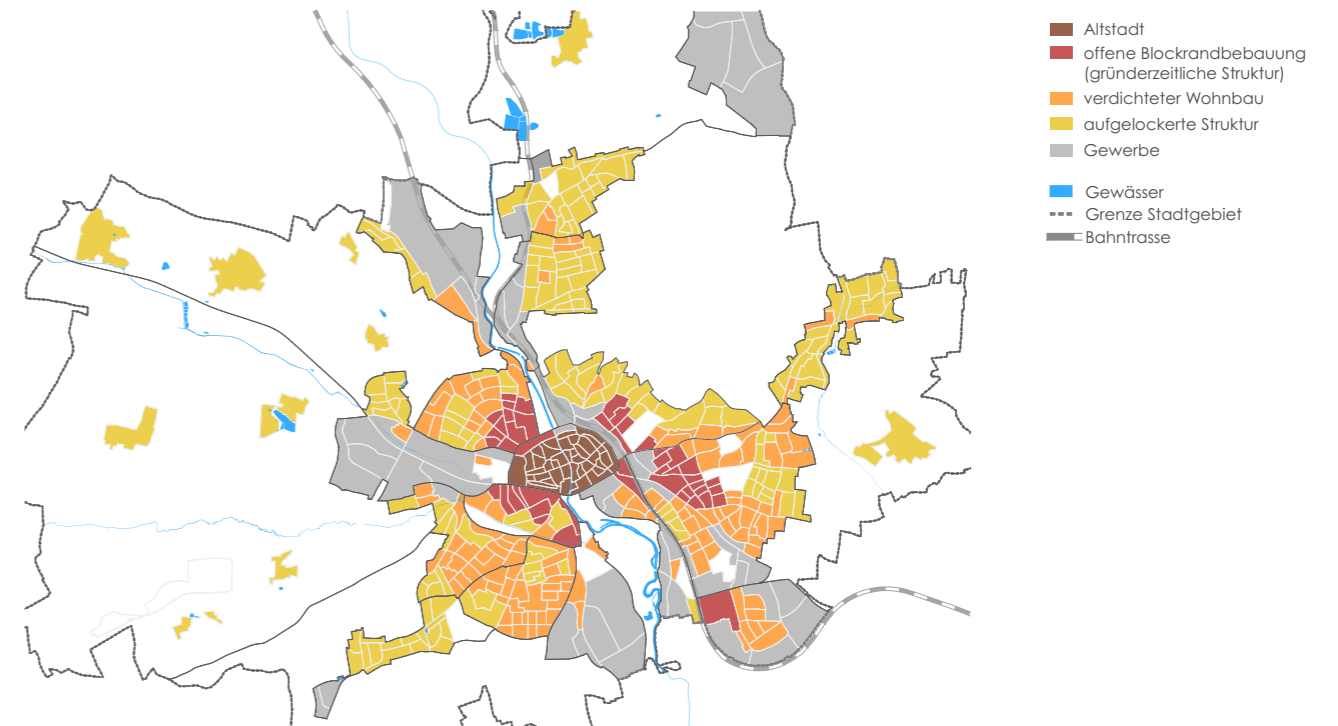 Altstadt
offene Blockrandbebauung
(gründerzeitliche Struktur)
verdichteter Wohnbau
aufgelockerte Struktur
Gewerbe
Gewässer
Grenze Stadtgebiet
Bahntrasse